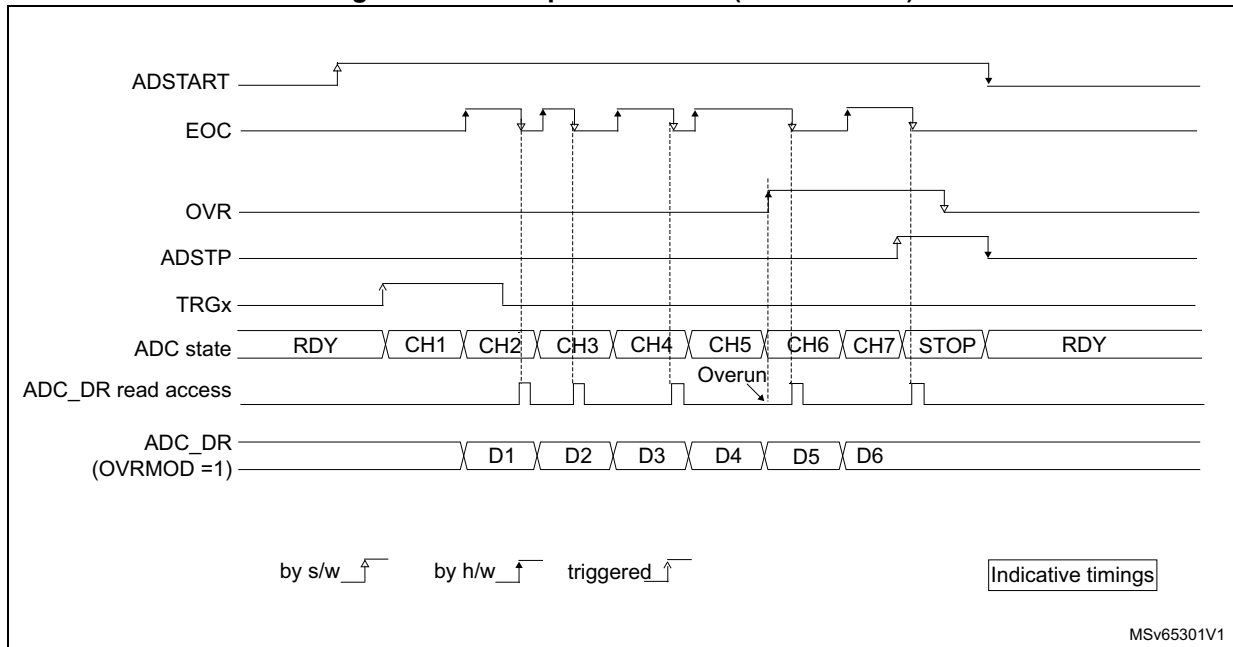 ADSTART
EOC
OVR
ADSTP
TRGx
ADC state RDY CH1 CH2 CH3 CH4 CH5 CH6 CH7 STOP RDY
Overun
ADC_DR read access
ADC_DR
(OVRMOD =1) D1 D2 D3 D4 D5 D6
by s/w by h/w triggered Indicative timings
MSv65301V1